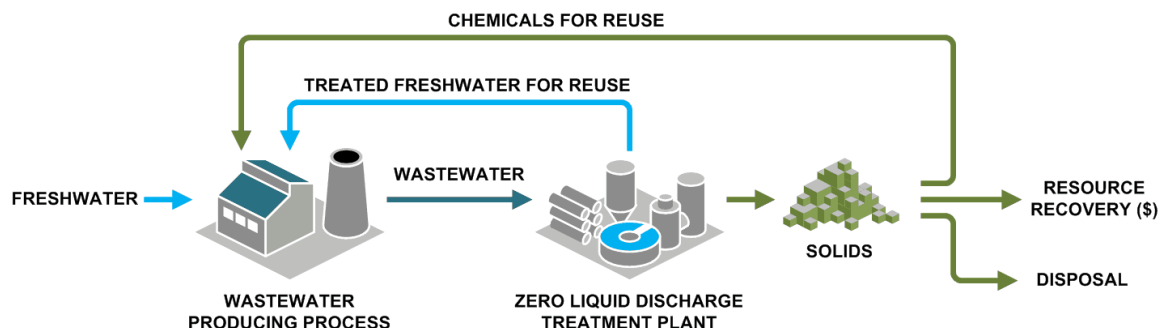 CHEMICALS FOR REUSE
TREATED FRESHWATER FOR REUSE
FRESHWATER
WASTEWATER
RESOURCE
RECOVERY ($)
SOLIDS
DISPOSAL
WASTEWATER
PRODUCING PROCESS
ZERO LIQUID DISCHARGE
TREATMENT PLANT